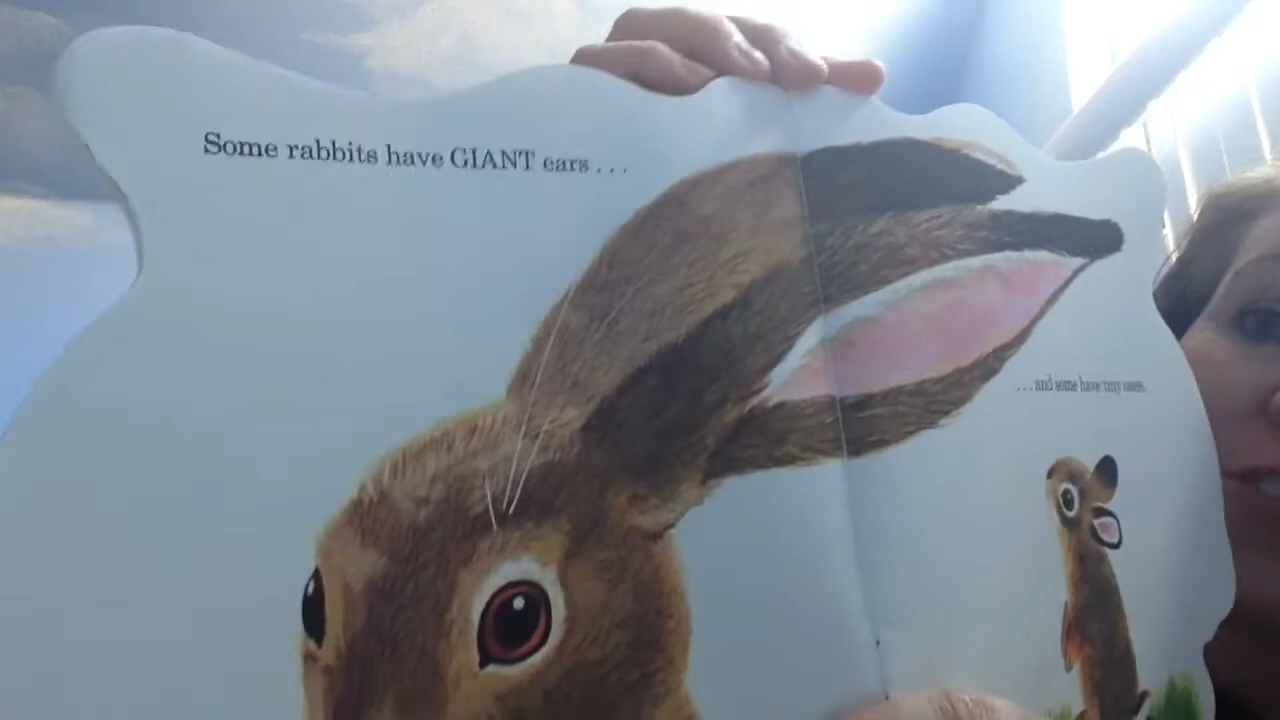 Some rabbits have GIANT ears . . .
. . . and some have tiny ones.